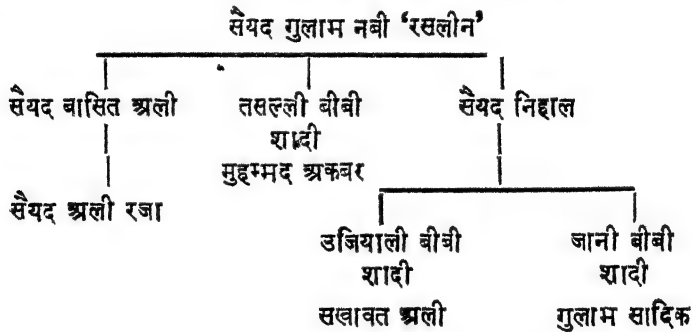 सैयद गुलाम नबी ‘रसलीन’
सैयद बासित अली तसल्ली बीबी सैयद निहाल
शादी
मुहम्मद अकबर
सैयद अली रजा
उजियाली बीबी जानी बीबी
शादी शादी
सखावत अली गुलाम सादिक